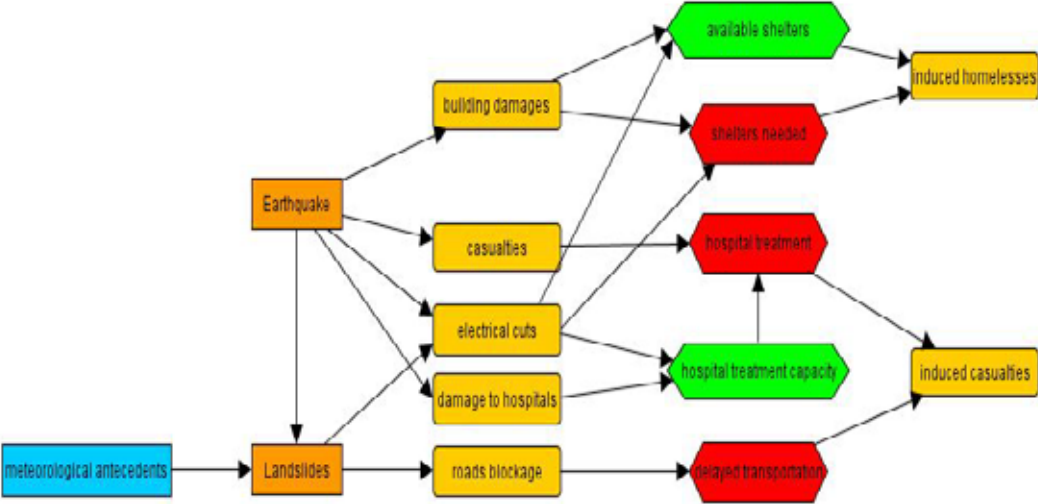 available shelters
induced homelesses
building damages
shelters needed
Earthquake
casualties
hospital treatment
electrical cuts
hospital treatment capacity
induced casualties
damage to hospitals
meteorological antecedents
Landslides
roads blockage
delayed transportation